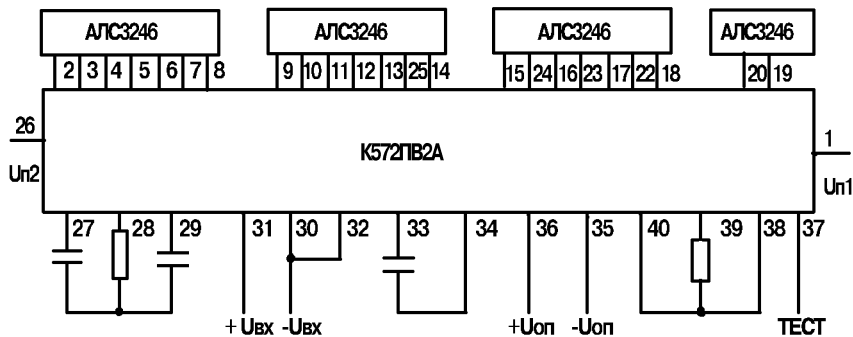 АЛС3246 АЛС3246 АЛС3246 АЛС3246
2 3 4 5 6 7 8 9 10 11 12 13 25 14 15 24 16 23 17 22 18 20 19
26 К572ПВ2А 1
Uп2 Uп1
27 28 29 31 30 32 33 34 36 35 40 39 38 37
+Uвх -Uвх +Uоп -Uоп ТЕСТ